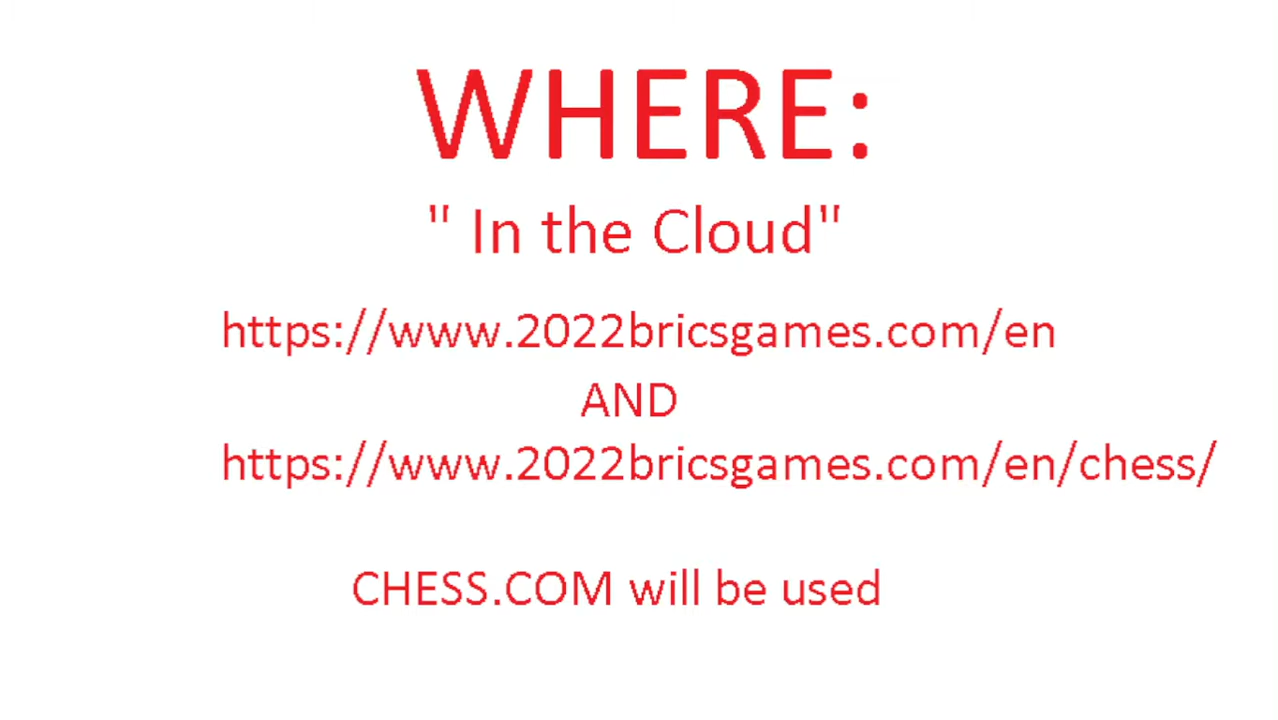 WHERE:
" In the Cloud"
https://www.2022bricsgames.com/en
AND
https://www.2022bricsgames.com/en/chess/
CHESS.COM will be used